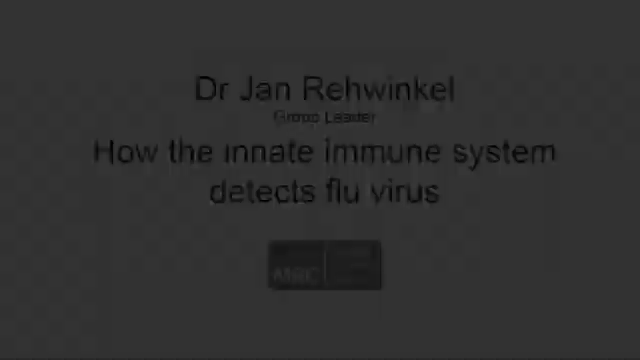 Dr Jan Rehwinkel
Group Leader
How the innate immune system
detects flu virus
MRC